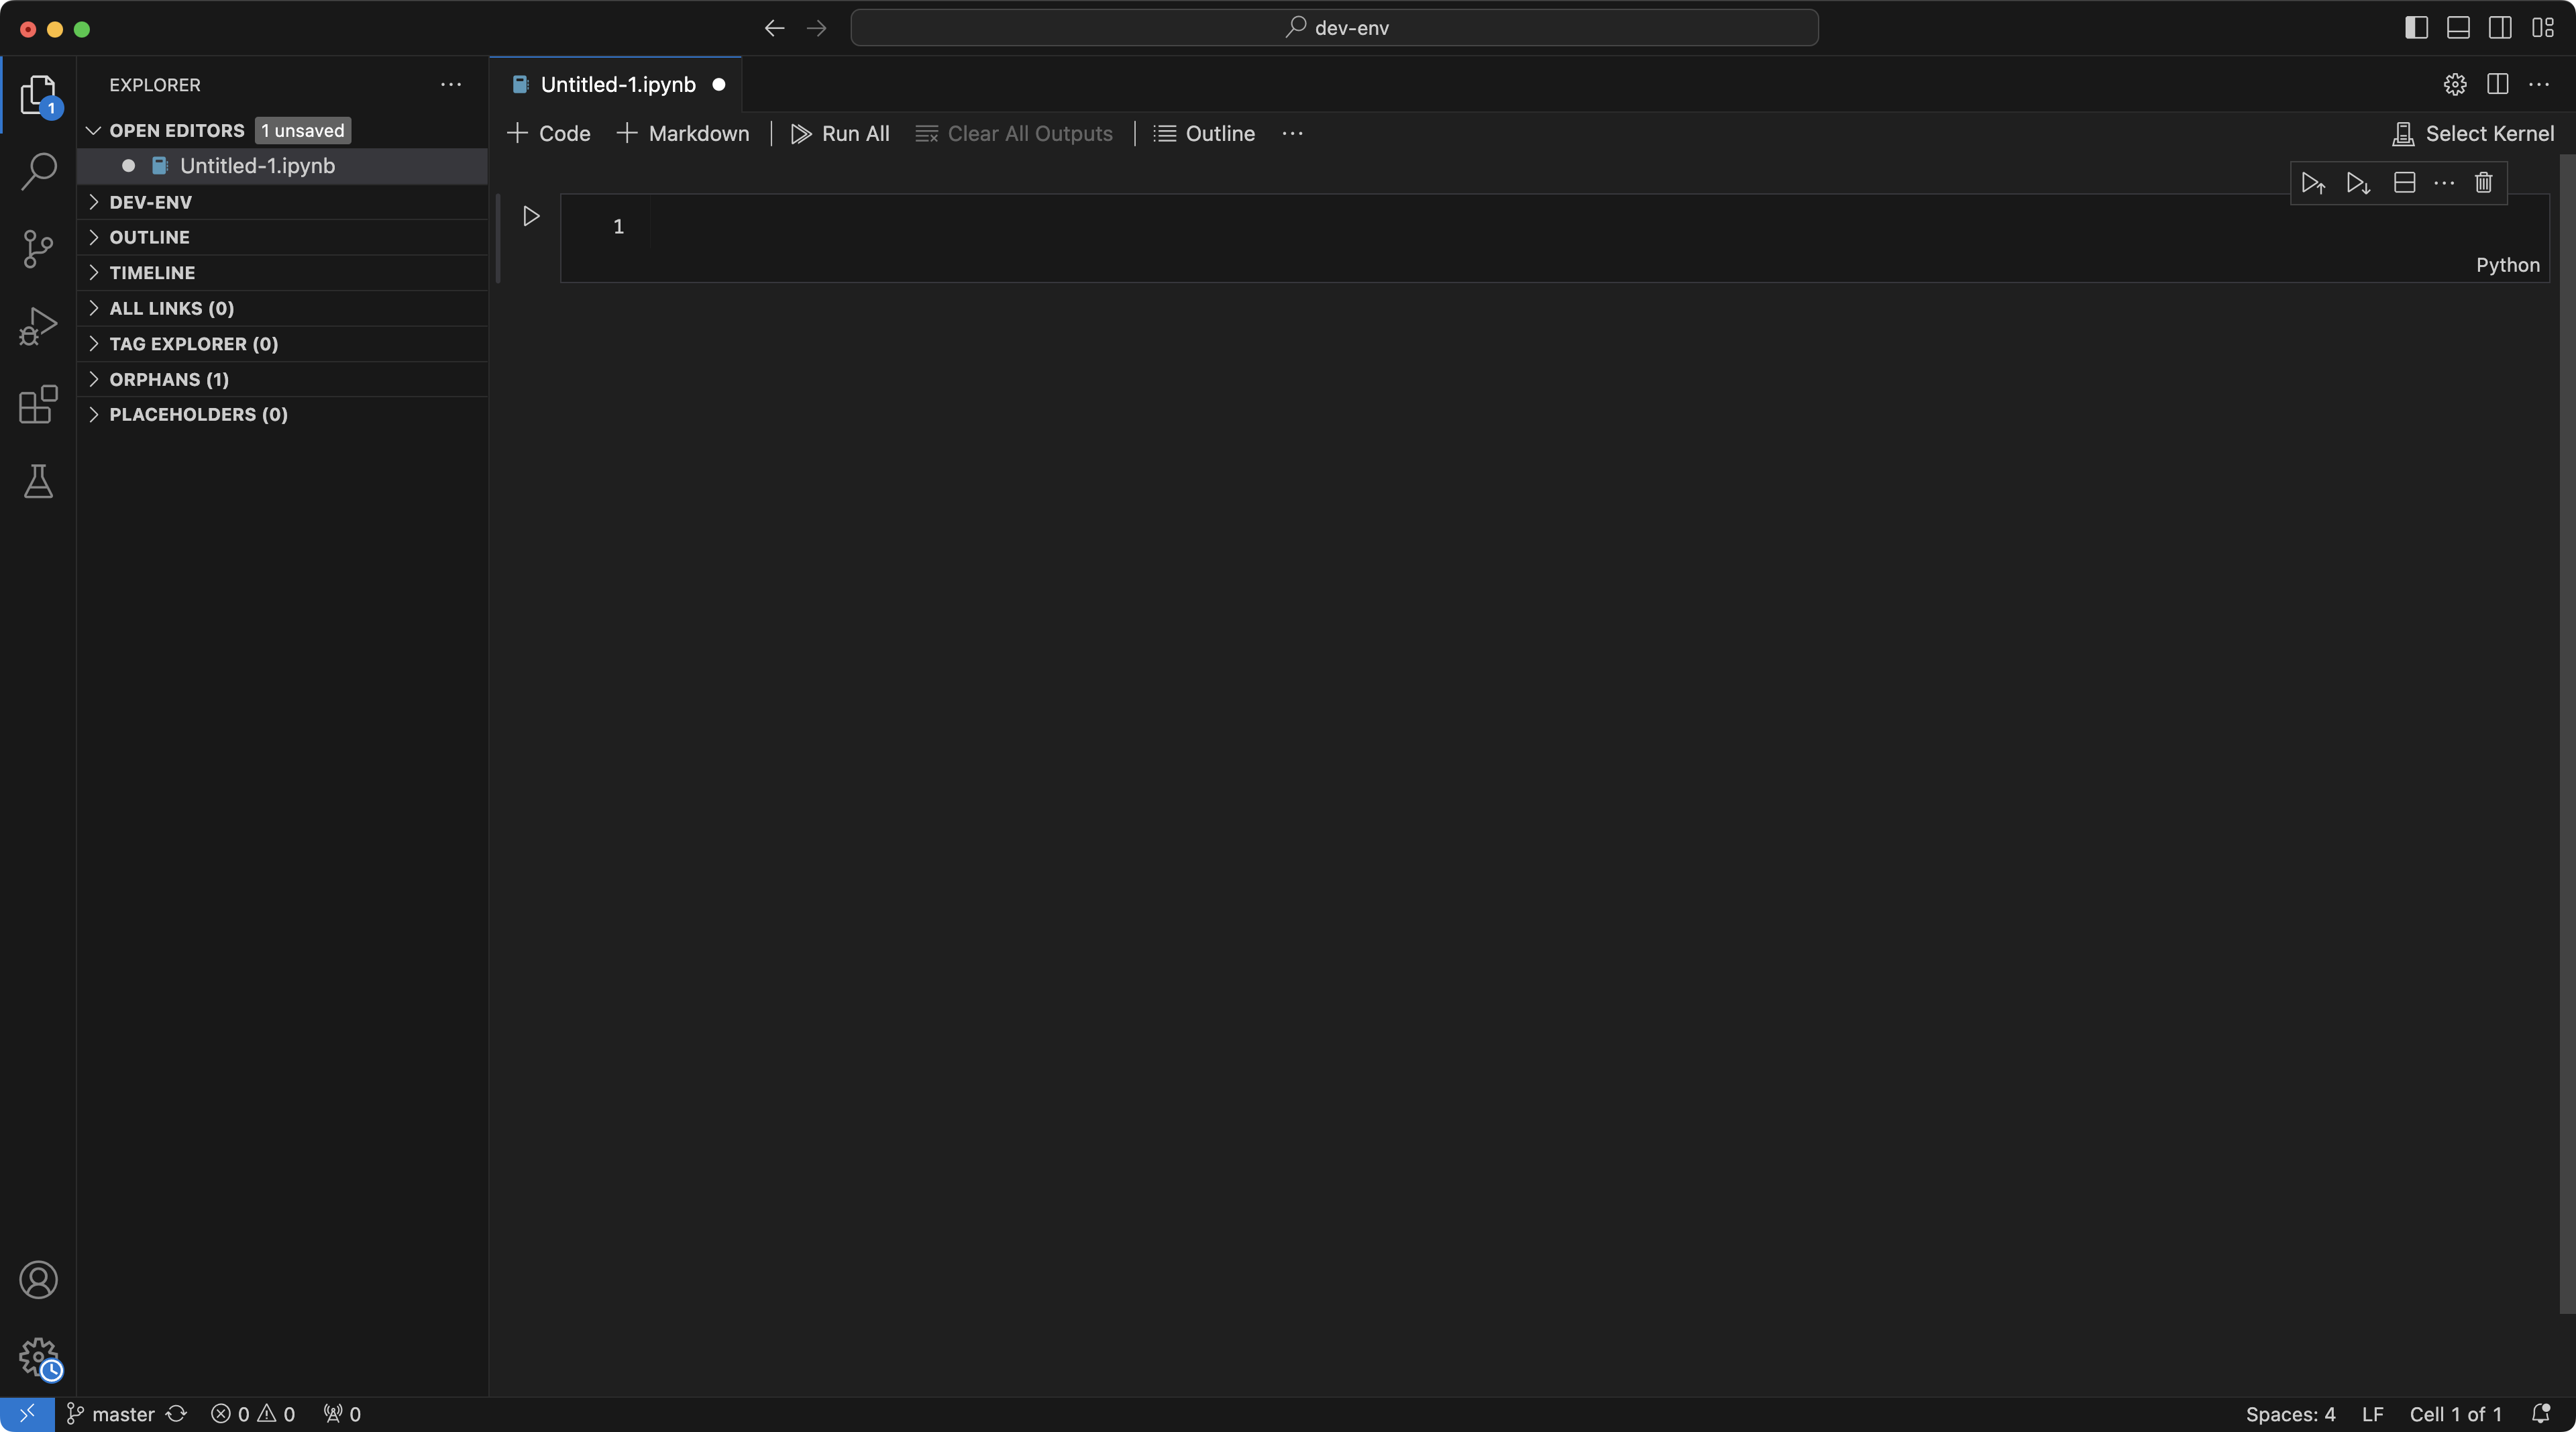 dev-env
EXPLORER
Untitled-1.ipynb
OPEN EDITORS 1 unsaved
Untitled-1.ipynb
DEV-ENV
OUTLINE
TIMELINE
ALL LINKS (0)
TAG EXPLORER (0)
ORPHANS (1)
PLACEHOLDERS (0)
1
Code Markdown Run All Clear All Outputs Outline Select Kernel
1
Python
master 0 0 0 Spaces: 4 LF Cell 1 of 1